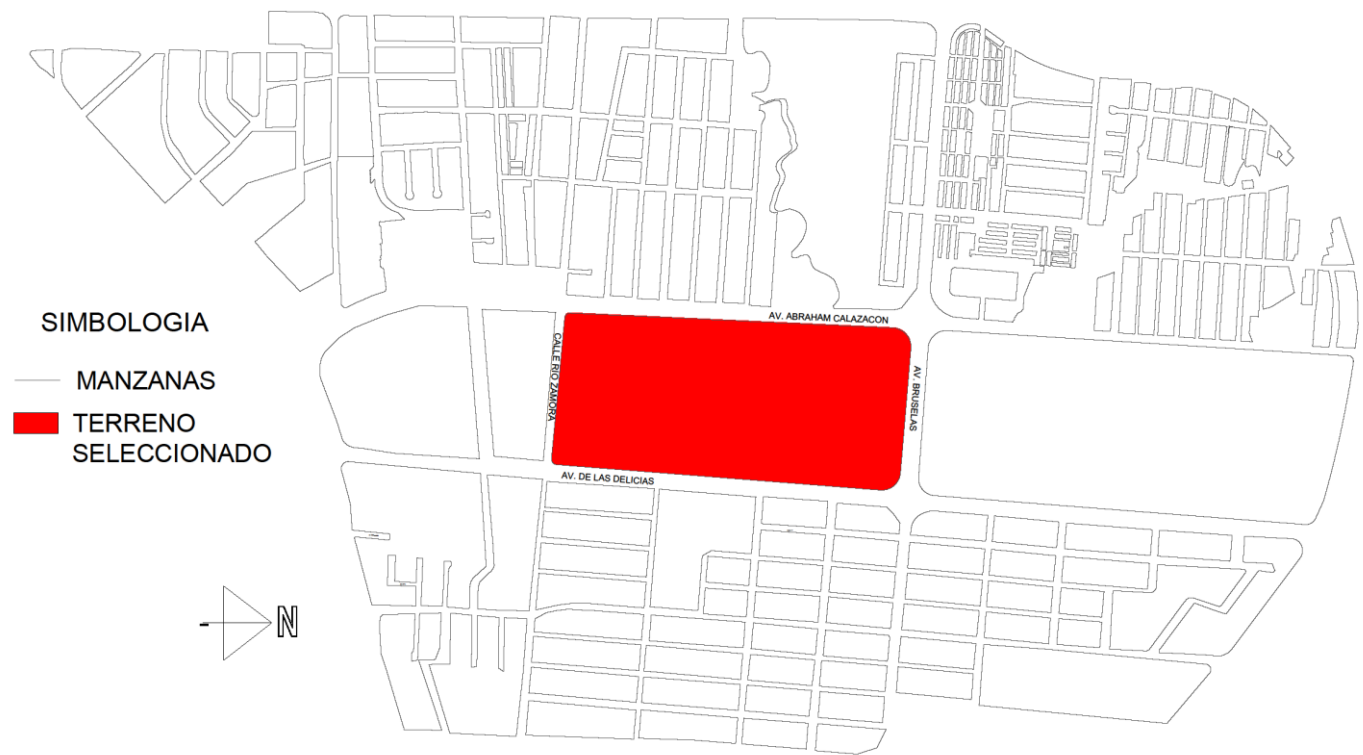 SIMBOLOGIA
MANZANAS
TERRENO
SELECCIONADO
AV. ABRAHAM CALAZACON
CALLE RIO ZAMORA
AV. BRUSELAS
AV. DE LAS DELICIAS
N